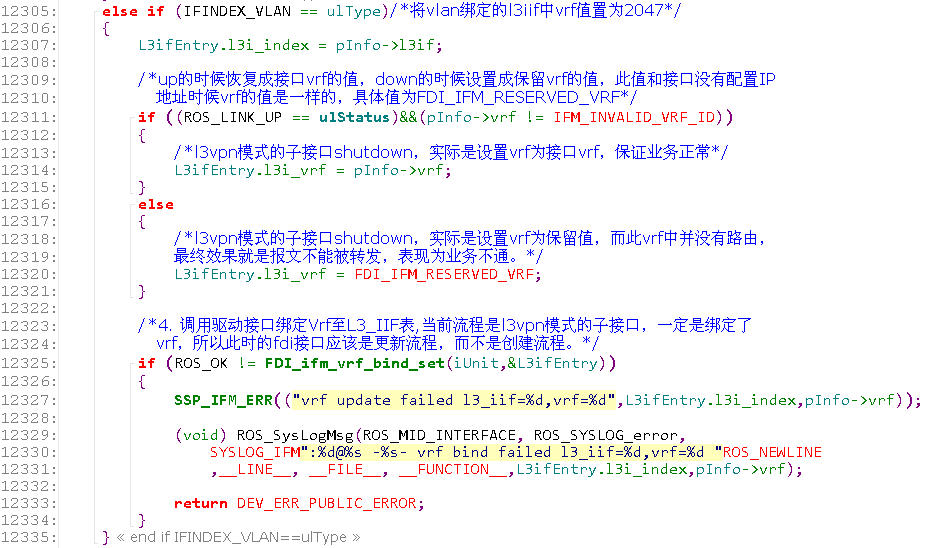 12305: else if (IFINDEX_VLAN == ulType)/*将vlan绑定的l3iif中vrf值置为2047*/
12306: {
12307: L3ifEntry.l3i_index = pInfo->l3if;
12308:
12309: /*up的时候恢复成接口vrf的值，down的时候设置成保留vrf的值，此值和接口没有配置IP
12310: 地址时候vrf的值是一样的，具体值为FDI_IFM_RESERVED_VRF*/
12311: if ((ROS_LINK_UP == ulStatus)&&(pInfo->vrf != IFM_INVALID_VRF_ID))
12312: {
12313: /*l3vpn模式的子接口shutdown，实际是设置vrf为接口vrf，保证业务正常*/
12314: L3ifEntry.l3i_vrf = pInfo->vrf;
12315: }
12316: else
12317: {
12318: /*l3vpn模式的子接口shutdown，实际是设置vrf为保留值，而此vrf中并没有路由，
12319: 最终效果就是报文不能被转发，表现为业务不通。*/
12320: L3ifEntry.l3i_vrf = FDI_IFM_RESERVED_VRF;
12321: }
12322:
12323: /*4. 调用驱动接口绑定Vrf至L3_IIF表,当前流程是l3vpn模式的子接口，一定是绑定了
12324: vrf，所以此时的fdi接口应该是更新流程，而不是创建流程。*/
12325: if (ROS_OK != FDI_ifm_vrf_bind_set(iUnit,&L3ifEntry))
12326: {
12327: SSP_IFM_ERR(("vrf update failed l3_iif=%d,vrf=%d",L3ifEntry.l3i_index,pInfo->vrf));
12328:
12329: (void) ROS_SysLogMsg(ROS_MID_INTERFACE, ROS_SYSLOG_error,
12330: SYSLOG_IFM":%d@%s -%s- vrf bind failed l3_iif=%d,vrf=%d "ROS_NEWLINE
12331: ,__LINE__, __FILE__, __FUNCTION__,L3ifEntry.l3i_index,pInfo->vrf);
12332:
12333: return DEV_ERR_PUBLIC_ERROR;
12334: }
12335: } « end if IFINDEX_VLAN==ulType »